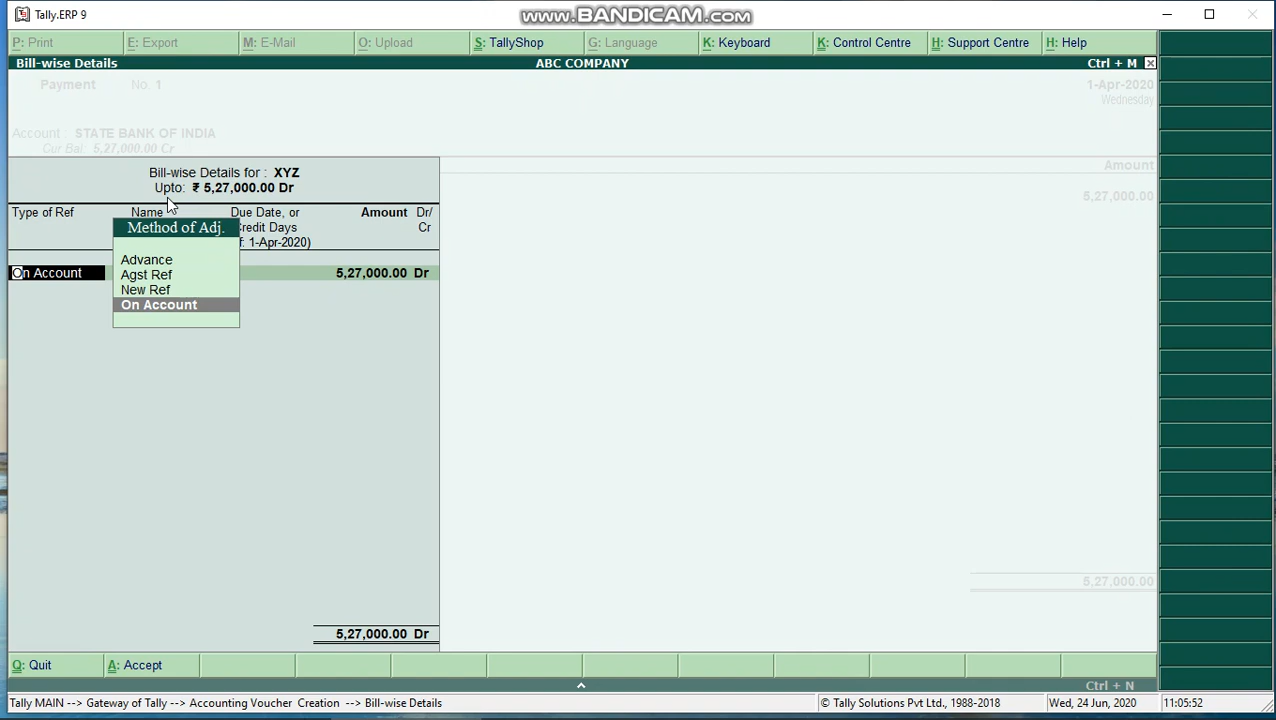 Tally.ERP 9
www.BANDICAM.com
P: Print E: Export M: E-Mail O: Upload S: TallyShop G: Language K: Keyboard K: Control Centre H: Support Centre H: Help
Bill-wise Details ABC COMPANY Ctrl + M
Payment No. 1 1-Apr-2020
Wednesday
Account : STATE BANK OF INDIA
Cur Bal: 5,27,000.00 Cr
Amount
5,27,000.00
Bill-wise Details for : XYZ
Upto: ₹ 5,27,000.00 Dr
Type of Ref Name Due Date, or Amount Dr/
Credit Days Cr
f: 1-Apr-2020)
Method of Adj.
Advance
Agst Ref
New Ref
On Account
On Account 5,27,000.00 Dr
5,27,000.00
5,27,000.00 Dr
Q: Quit A: Accept
Ctrl + N
Tally MAIN --> Gateway of Tally --> Accounting Voucher Creation --> Bill-wise Details © Tally Solutions Pvt Ltd., 1988-2018 Wed, 24 Jun, 2020 11:05:52